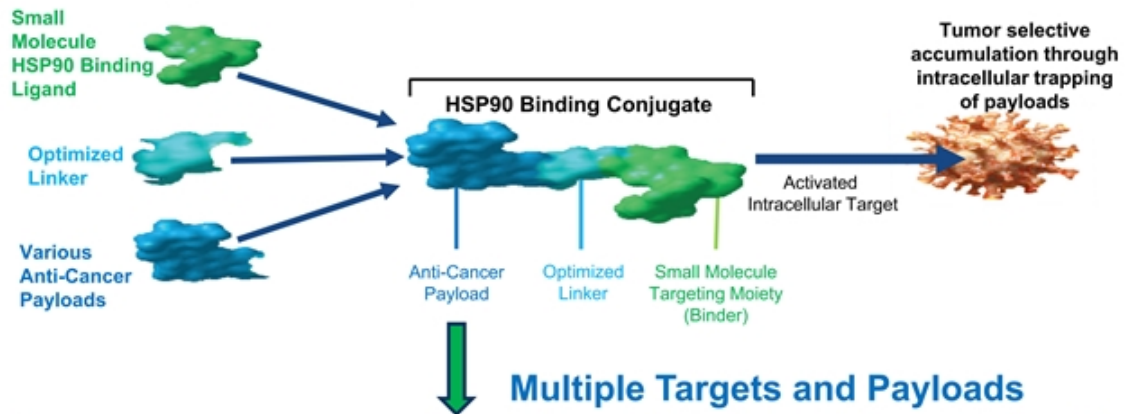 Small
Molecule
HSP90 Binding
Ligand
Optimized
Linker
Various
Anti-Cancer
Payloads
HSP90 Binding Conjugate
Anti-Cancer
Payload
Optimized
Linker
Small Molecule
Targeting Moiety
(Binder)
Activated
Intracellular Target
Tumor selective
accumulation through
intracellular trapping
of payloads
Multiple Targets and Payloads